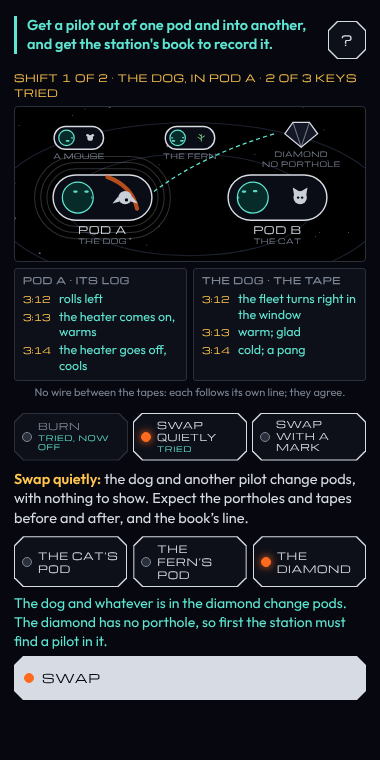 Get a pilot out of one pod and into another,
and get the station's book to record it.
?
SHIFT 1 OF 2 · THE DOG, IN POD A · 2 OF 3 KEYS
TRIED
A MOUSE
THE FERN
DIAMOND
NO PORTHOLE
POD A
THE DOG
POD B
THE CAT
POD A · ITS LOG
3:12 rolls left
3:13 the heater comes on,
warms
3:14 the heater goes off,
cools
THE DOG · THE TAPE
3:12 the fleet turns right in
the window
3:13 warm; glad
3:14 cold; a pang
No wire between the tapes: each follows its own line; they agree.
BURN
TRIED, NOW
OFF
SWAP
QUIETLY
TRIED
SWAP
WITH A
MARK
Swap quietly: the dog and another pilot change pods,
with nothing to show. Expect the portholes and tapes
before and after, and the book's line.
THE CAT'S
POD
THE
FERN'S
POD
THE
DIAMOND
The dog and whatever is in the diamond change pods.
The diamond has no porthole, so first the station must
find a pilot in it.
SWAP